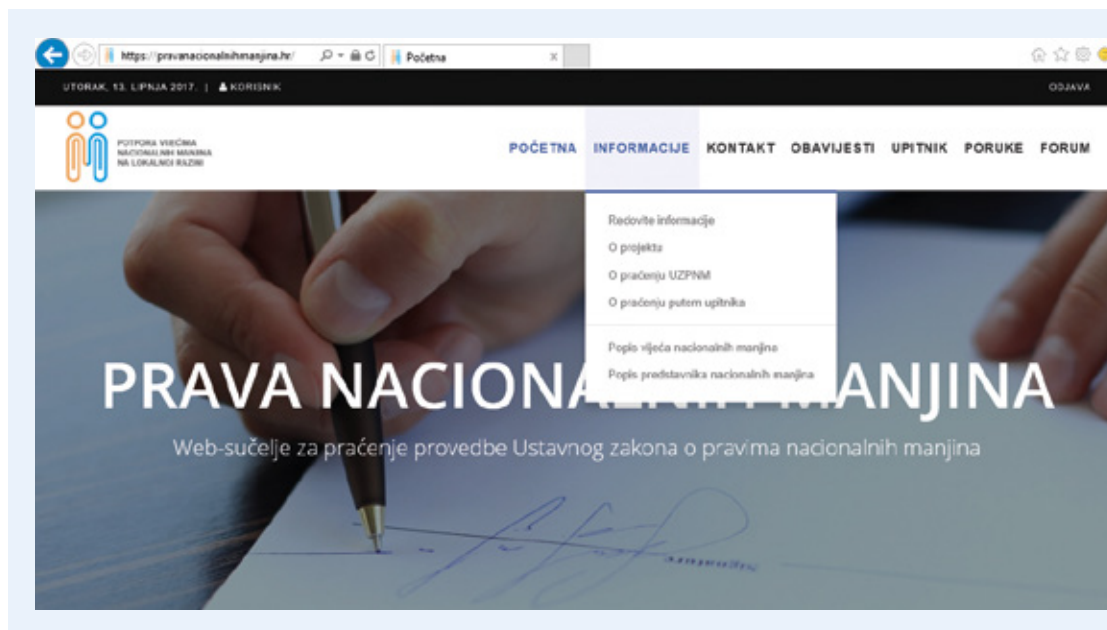 https://pravanacionalnihmanjina.hr/
Početna
x
UTORAK, 13. LIPNJA 2017. | KORISNIK
ODJAVA
POTPORA VIJEĆIMA
NACIONALNIH MANJINA
NA LOKALNOJ RAZINI
POČETNA INFORMACIJE KONTAKT OBAVIJESTI UPITNIK PORUKE FORUM
Redovite informacije
O projektu
O praćenju UZPNM
O praćenju putem upitnika
Popis vijeća nacionalnih manjina
Popis predstavnika nacionalnih manjina
PRAVA NACIONALNIH MANJINA
Web-sučelje za praćenje provedbe Ustavnog zakona o pravima nacionalnih manjina
Signature